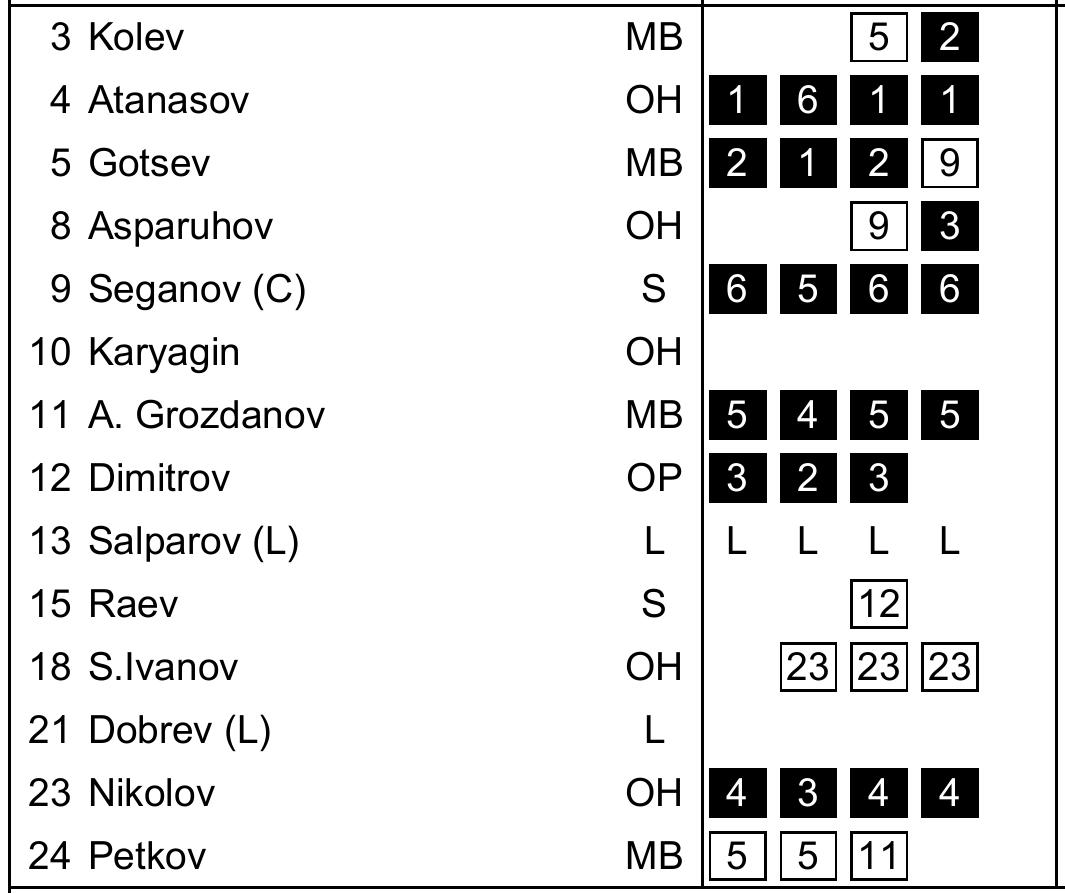 3 Kolev MB 5 2
4 Atanasov OH 1 6 1 1
5 Gotsev MB 2 1 2 9
8 Asparuhov OH 9 3
9 Seganov (C) S 6 5 6 6
10 Karyagin OH
11 A. Grozdanov MB 5 4 5 5
12 Dimitrov OP 3 2 3
13 Salparov (L) L L L L L
15 Raev S 12
18 S.Ivanov OH 23 23 23
21 Dobrev (L) L
23 Nikolov OH 4 3 4 4
24 Petkov MB 5 5 11